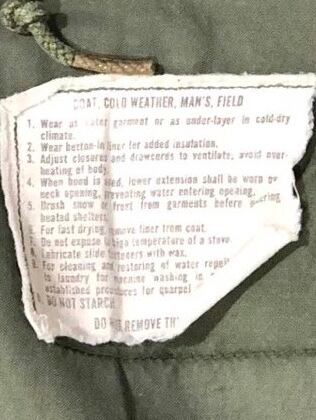 COAT, COLD WEATHER, MAN'S, FIELD
1. Wear as outer garment or as under-layer in cold-dry
climate.
2. Wear button-in liner for added insulation.
3. Adjust closures and drawcords to ventilate, avoid over-
heating of body.
4. When hood is used, lower extension shall be worn
neck opening, preventing water entering opening.
5. Brush snow or frost from garments before entering
heated shelters.
6. For fast drying, remove liner from coat.
7. Do not expose to high temperature of a stove
8. Lubricate slide fasteners with wax.
9. For cleaning and restoring of water repell
to laundry for machine washing in
established procedures for quarpel
DO NOT STARCH
DO NOT REMOVE TH